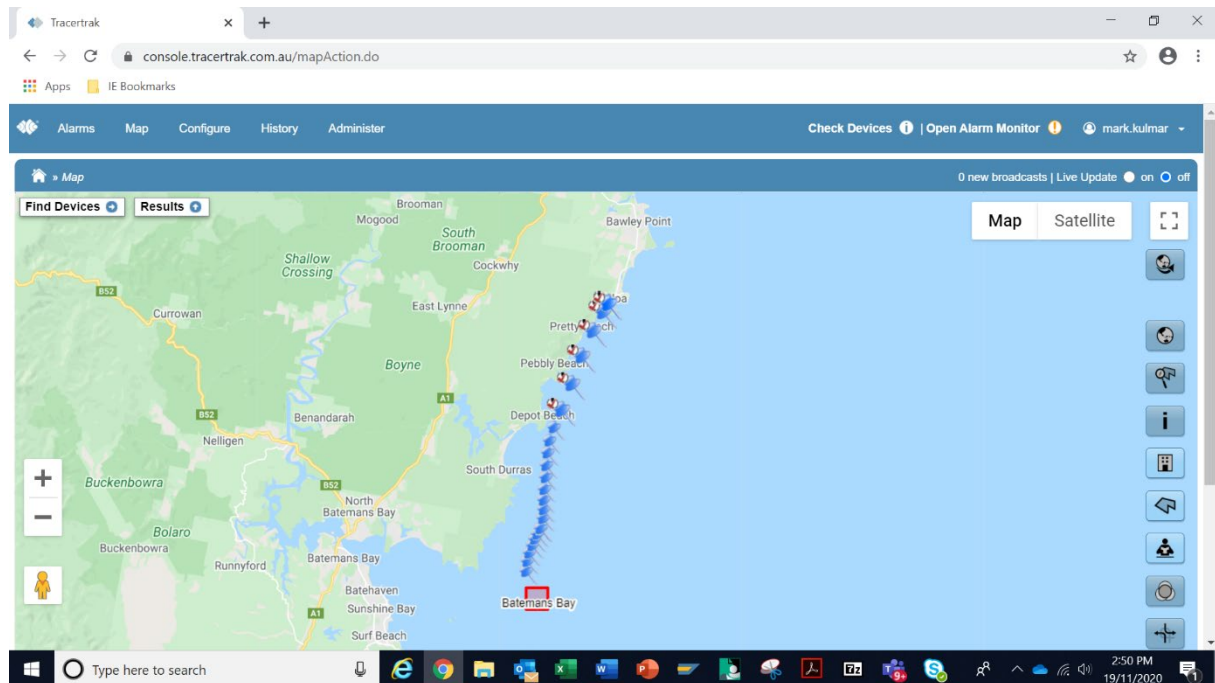 Tracertrak
console.tracertrak.com.au/mapAction.do
Apps IE Bookmarks
Alarms Map Configure History Administer Check Devices | Open Alarm Monitor mark.kulmar
» Map 0 new broadcasts | Live Update on off
Find Devices Results
Map Satellite
Brooman
Mogood
South
Brooman
Bawley Point
Shallow
Crossing
Cockwhy
B52
Currowan
East Lynne
Pretty
Boyne
Pebbly Beach
A1
B52
Benandarah
Depot Beach
Nelligen
South Durras
Buckenbowra
B52
North
Batemans Bay
Bolaro
Buckenbowra
Runnyford
Batemans Bay
Batehaven
Batemans Bay
A1
Sunshine Bay
Surf Beach
Type here to search
2:50 PM
19/11/2020